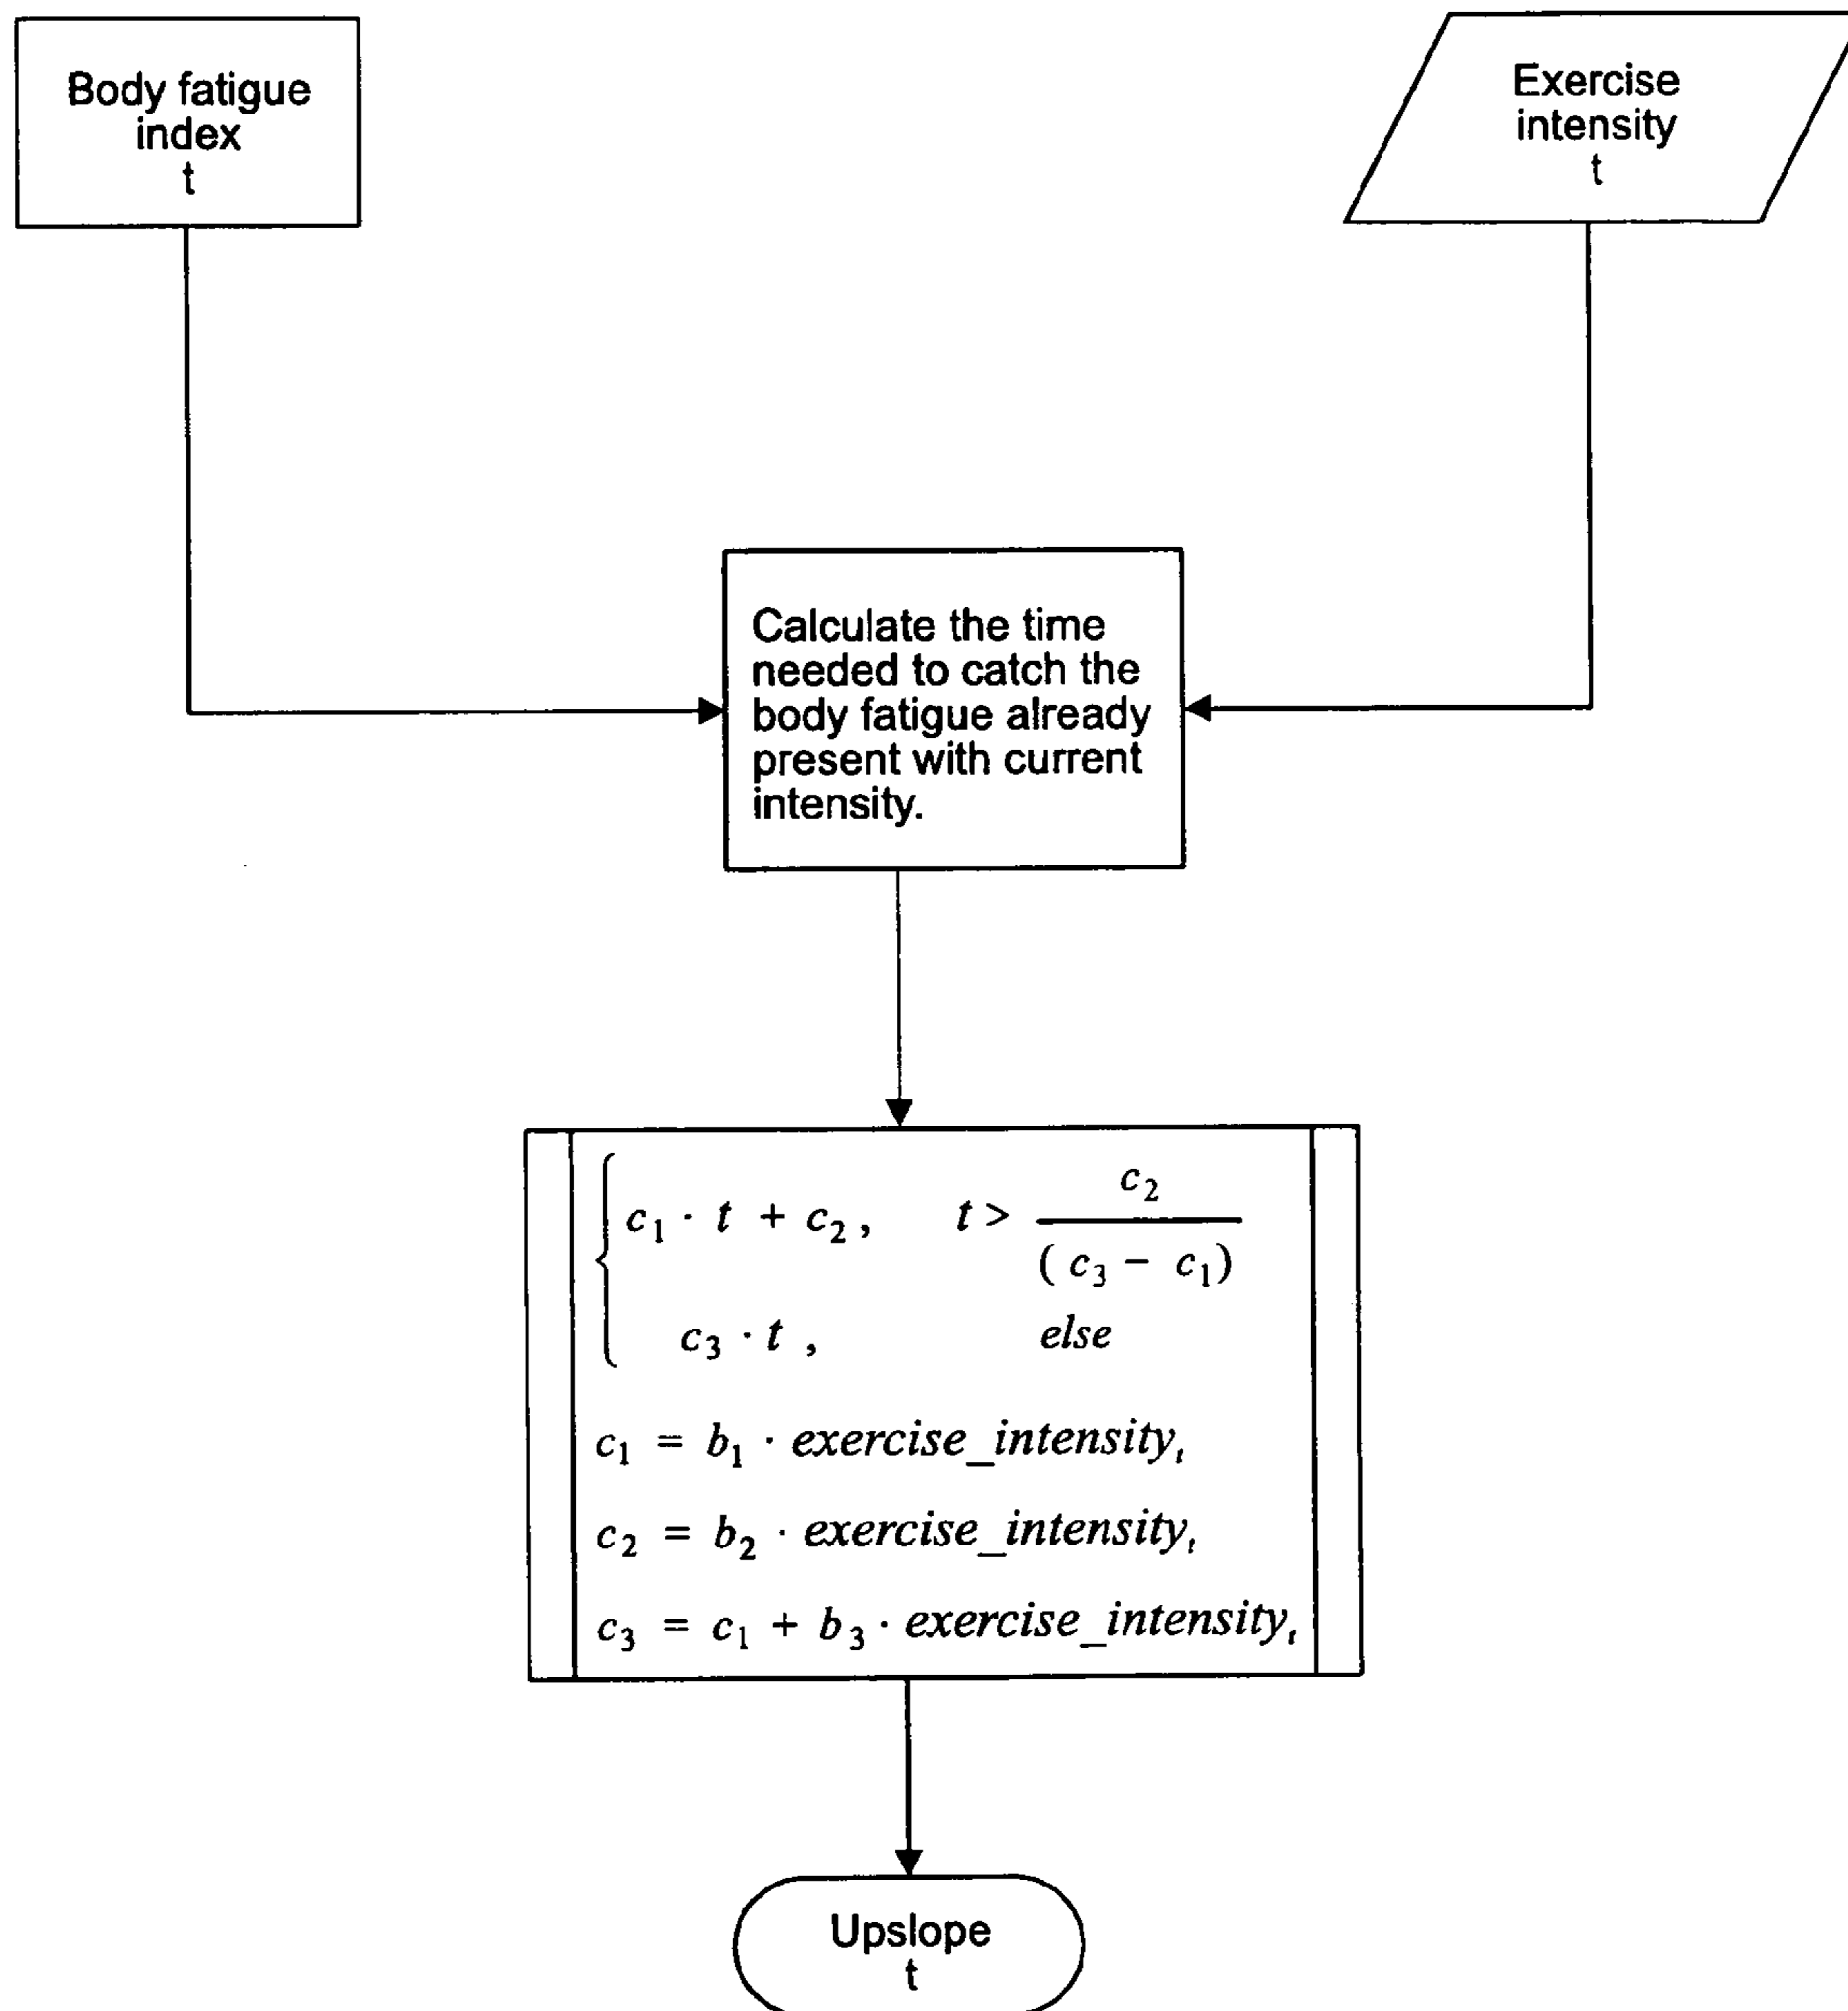 Body fatigue
index
t
Exercise
intensity
t
Calculate the time
needed to catch the
body fatigue already
present with current
intensity.
c₁ · t + c₂ , t > c₂ / ( c₃ − c₁)
c₃ · t , else
c₁ = b₁ · exercise_intensityₜ
c₂ = b₂ · exercise_intensityₜ
c₃ = c₁ + b₃ · exercise_intensityₜ
Upslope
t